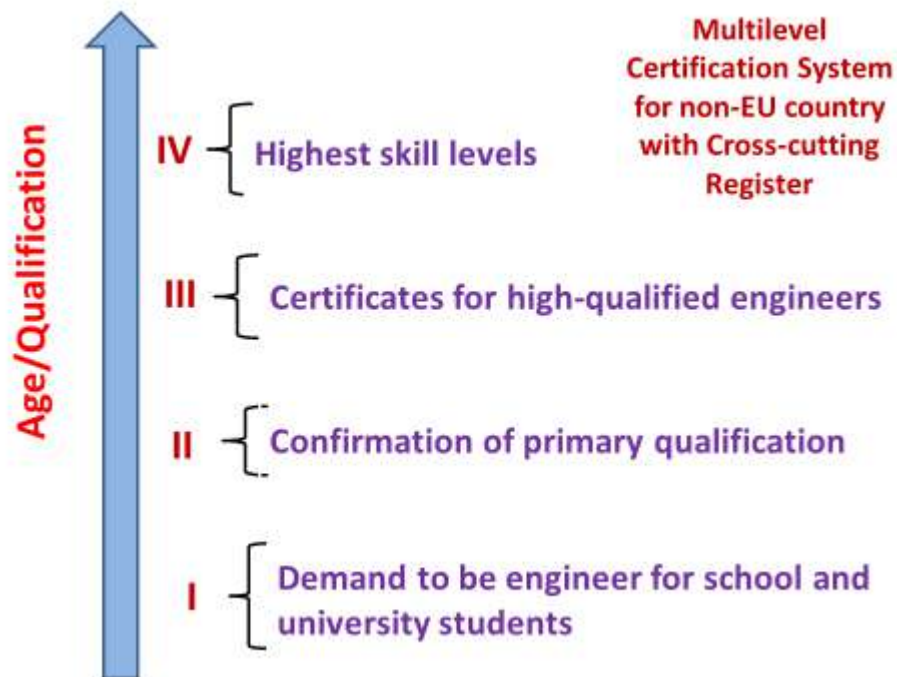 Multilevel
Certification System
for non-EU country
with Cross-cutting
Register
Age/Qualification
IV
Highest skill levels
III
Certificates for high-qualified engineers
II
Confirmation of primary qualification
I
Demand to be engineer for school and
university students